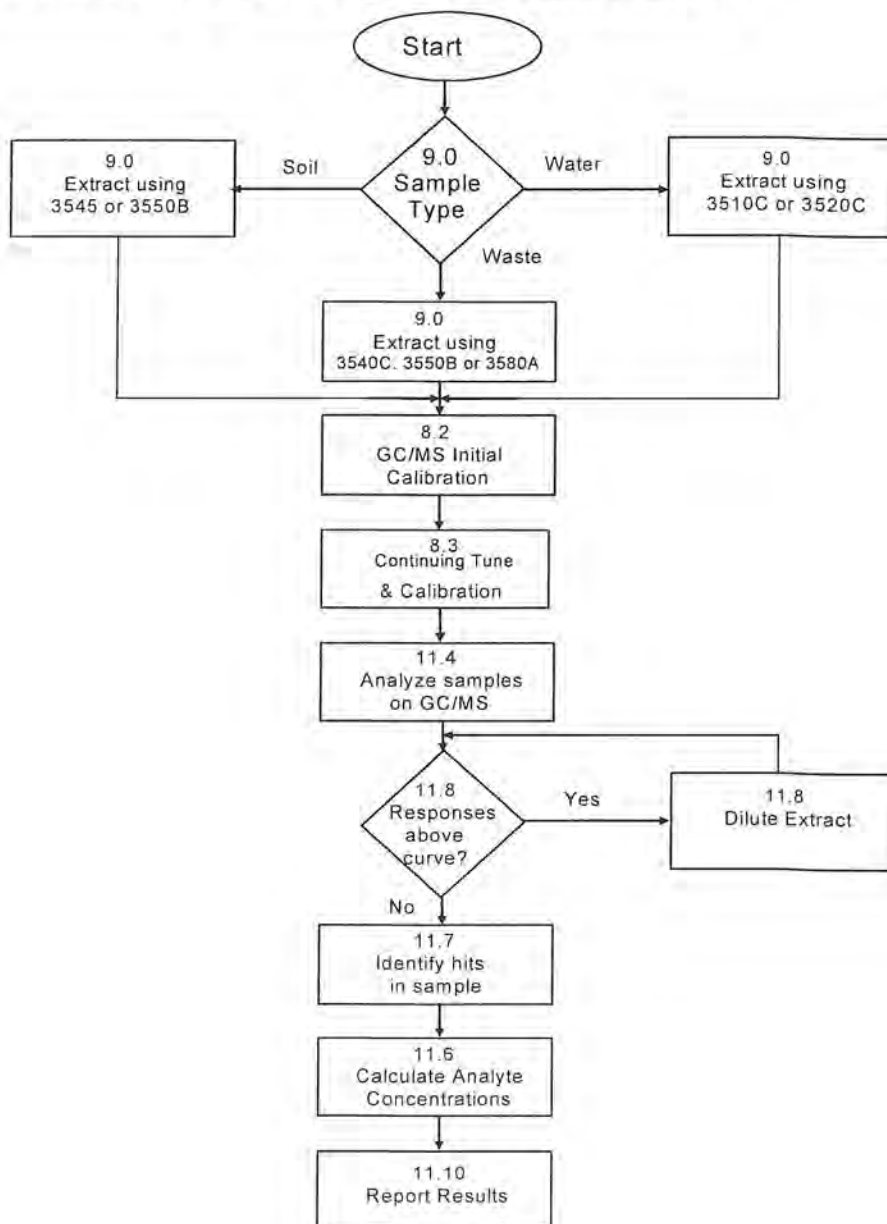 Start
9.0
Sample
Type
Soil
Water
Waste
9.0
Extract using
3545 or 3550B
9.0
Extract using
3510C or 3520C
9.0
Extract using
3540C. 3550B or 3580A
8.2
GC/MS Initial
Calibration
8.3
Continuing Tune
& Calibration
11.4
Analyze samples
on GC/MS
11.8
Responses
above
curve?
Yes
11.8
Dilute Extract
No
11.7
Identify hits
in sample
11.6
Calculate Analyte
Concentrations
11.10
Report Results